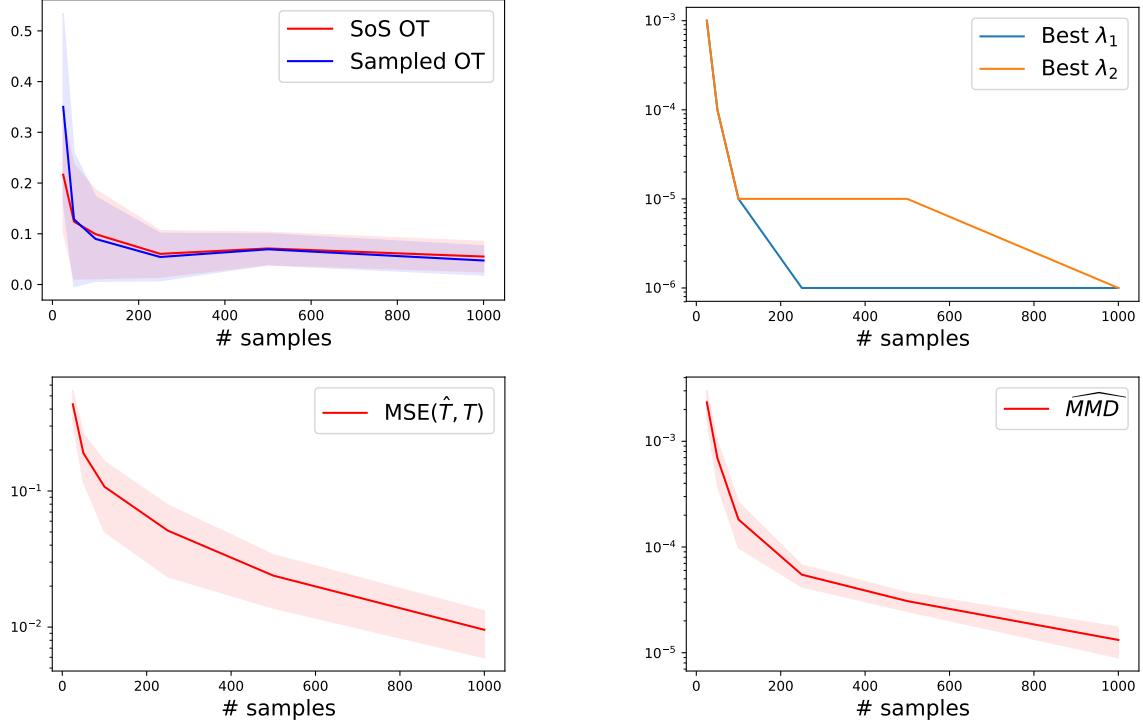 0.5
0.4
0.3
0.2
0.1
0.0
SoS OT
Sampled OT
0 200 400 600 800 1000
# samples
10⁻³
10⁻⁴
10⁻⁵
10⁻⁶
Best λ₁
Best λ₂
0 200 400 600 800 1000
# samples
10⁻¹
10⁻²
MSE(T̂, T)
0 200 400 600 800 1000
# samples
10⁻³
10⁻⁴
10⁻⁵
\widehat{MMD}
0 200 400 600 800 1000
# samples